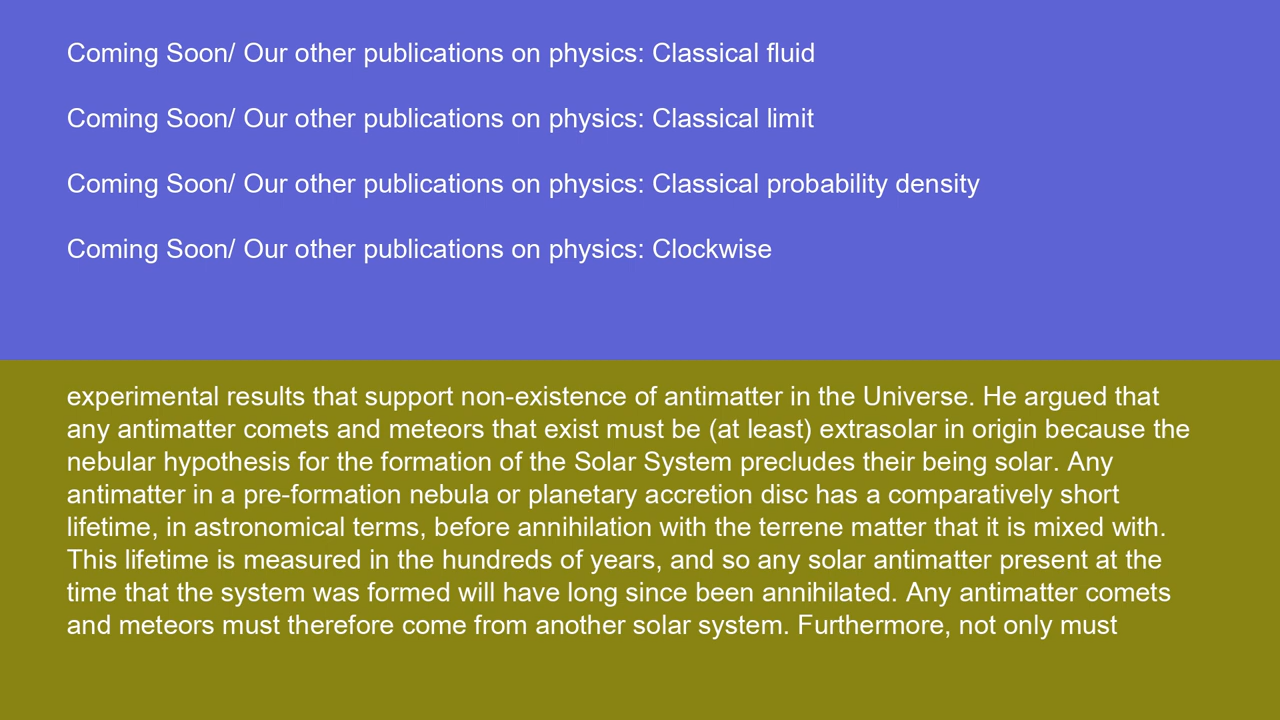 Coming Soon/ Our other publications on physics: Classical fluid
Coming Soon/ Our other publications on physics: Classical limit
Coming Soon/ Our other publications on physics: Classical probability density
Coming Soon/ Our other publications on physics: Clockwise
experimental results that support non-existence of antimatter in the Universe. He argued that
any antimatter comets and meteors that exist must be (at least) extrasolar in origin because the
nebular hypothesis for the formation of the Solar System precludes their being solar. Any
antimatter in a pre-formation nebula or planetary accretion disc has a comparatively short
lifetime, in astronomical terms, before annihilation with the terrene matter that it is mixed with.
This lifetime is measured in the hundreds of years, and so any solar antimatter present at the
time that the system was formed will have long since been annihilated. Any antimatter comets
and meteors must therefore come from another solar system. Furthermore, not only must